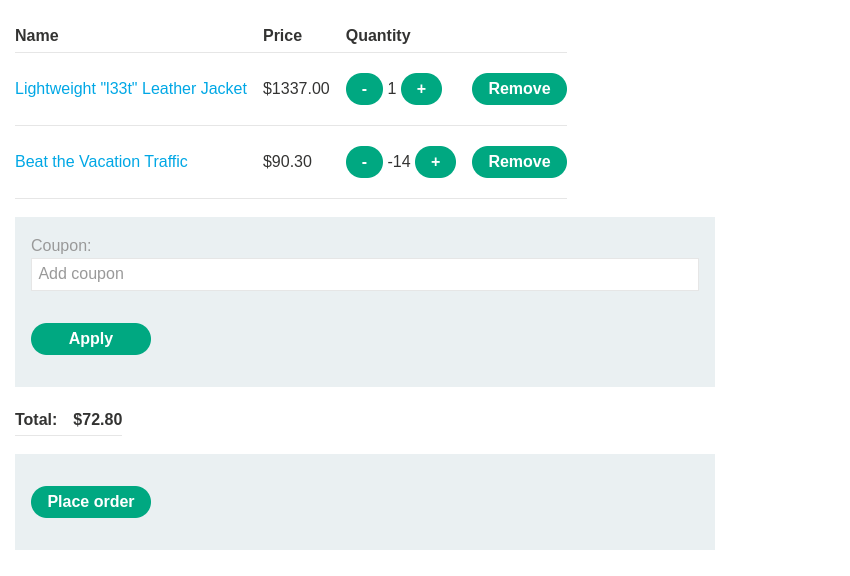 Name Price Quantity
Lightweight "l33t" Leather Jacket $1337.00 - 1 + Remove
Beat the Vacation Traffic $90.30 - -14 + Remove
Coupon:
Add coupon
Apply
Total: $72.80
Place order